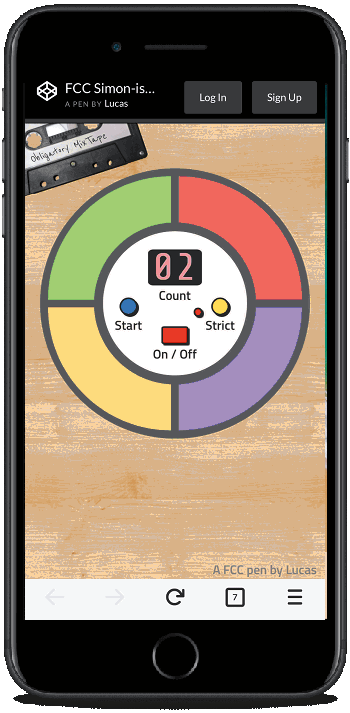 FCC Simon-is...
A PEN BY Lucas
Log In
Sign Up
obligatory MixTape
02
Count
Start
Strict
On / Off
A FCC pen by Lucas
7